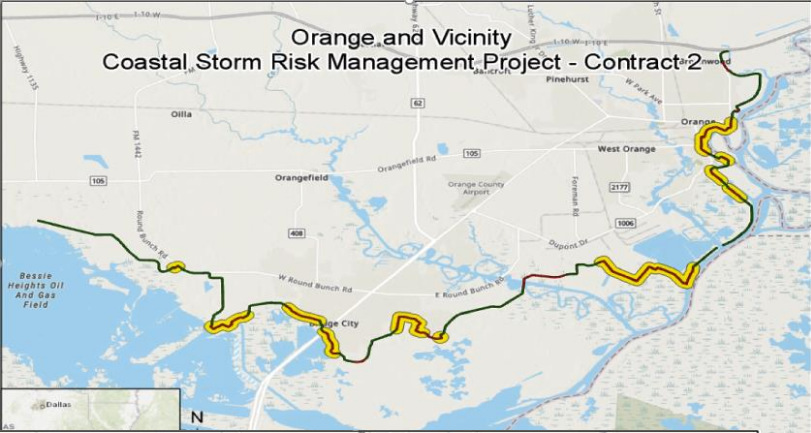 I-10-E
I-10-W
Highway 1135
Orange and Vicinity
Coastal Storm Risk Management Project - Contract 2
I-10-W-I-10-E
Pinehurst
W Park Ave
62
Oilla
FM 1442
Orange
West Orange
105
Orangefield Rd
105
Orangefield
Orange County
Airport
Foreman Rd
2177
1006
408
Round Bunch Rd
Dupont Dr
W Round Bunch Rd
E Round Bunch Rd
Bessie
Heights Oil
And Gas
Field
Dallas
N